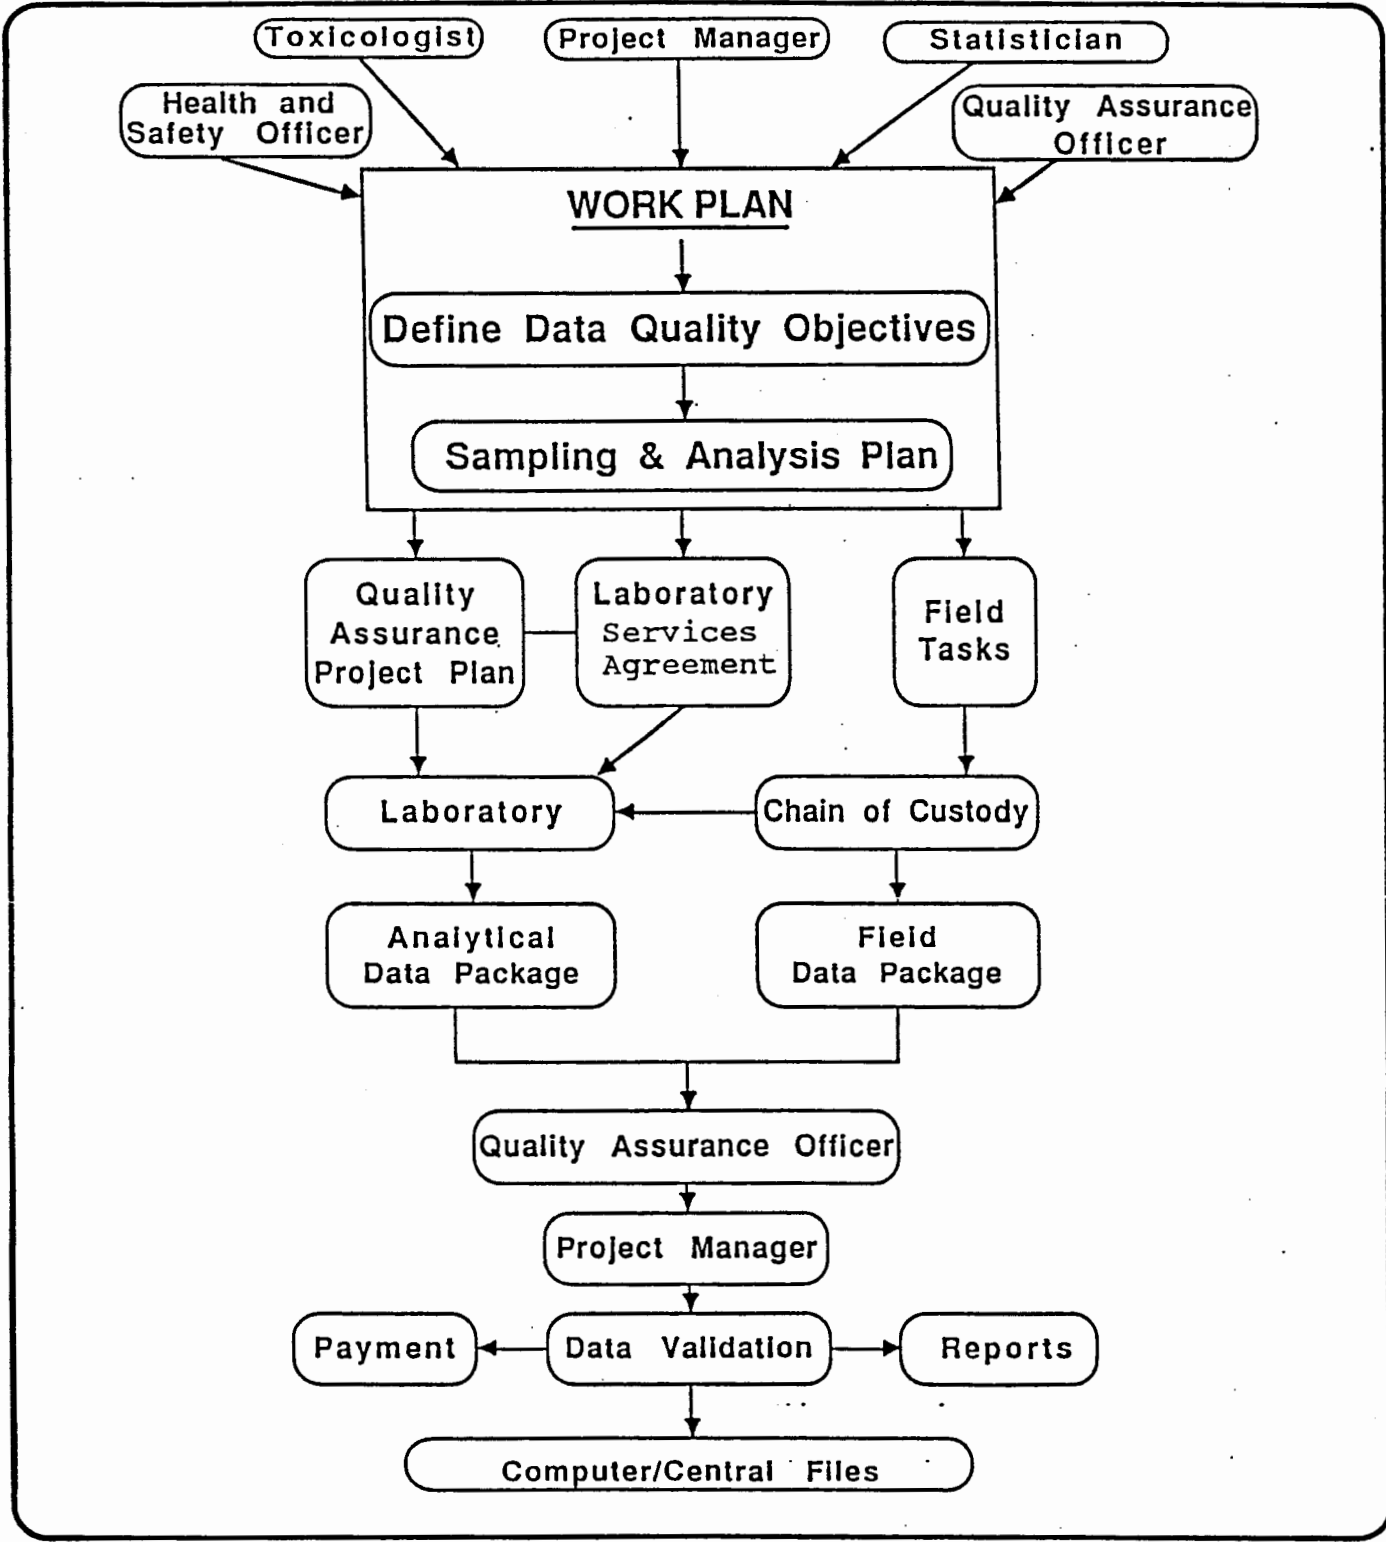 Toxicologist
Project Manager
Statistician
Health and
Safety Officer
Quality Assurance
Officer
WORK PLAN
Define Data Quality Objectives
Sampling & Analysis Plan
Quality
Assurance
Project Plan
Laboratory
Services
Agreement
Field
Tasks
Laboratory
Chain of Custody
Analytical
Data Package
Field
Data Package
Quality Assurance Officer
Project Manager
Payment
Data Validation
Reports
Computer/Central Files